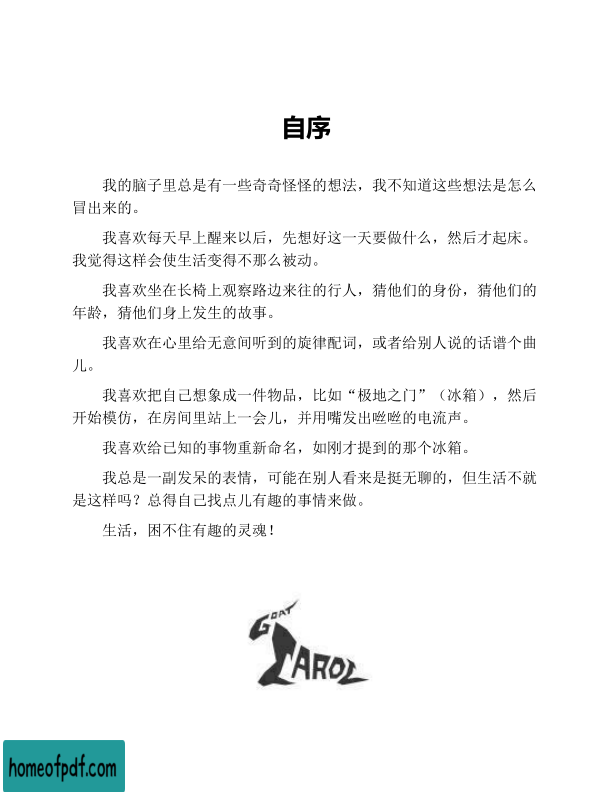 自序
我的脑子里总是有一些奇奇怪怪的想法，我不知道这些想法是怎么
冒出来的。
我喜欢每天早上醒来以后，先想好这一天要做什么，然后才起床。
我觉得这样会使生活变得不那么被动。
我喜欢坐在长椅上观察路边来往的行人，猜他们的身份，猜他们的
年龄，猜他们身上发生的故事。
我喜欢在心里给无意间听到的旋律配词，或者给别人说的话谱个曲
儿。
我喜欢把自己想象成一件物品，比如“极地之门”（冰箱），然后
开始模仿，在房间里站上一会儿，并用嘴发出咝咝的电流声。
我喜欢给已知的事物重新命名，如刚才提到的那个冰箱。
我总是一副发呆的表情，可能在别人看来是挺无聊的，但生活不就
是这样吗？总得自己找点儿有趣的事情来做。
生活，困不住有趣的灵魂！
GOAT
CAROL
homeofpdf.com